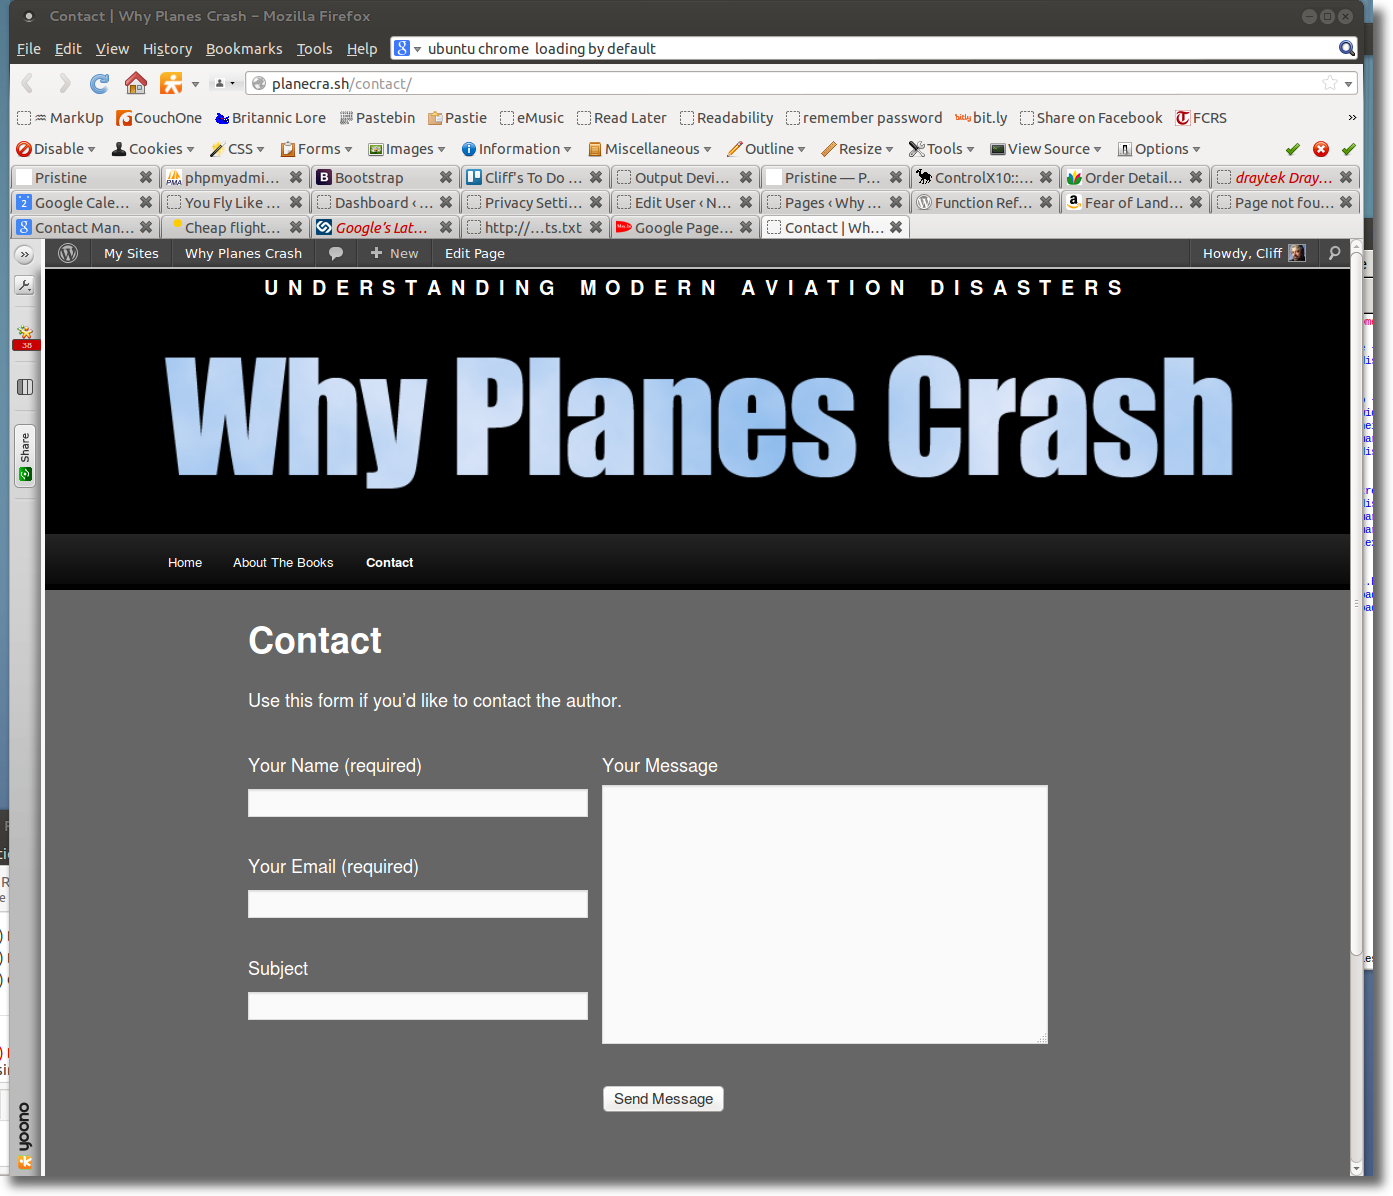 Contact | Why Planes Crash - Mozilla Firefox
File Edit View History Bookmarks Tools Help ubuntu chrome loading by default
planecra.sh/contact/
MarkUp CouchOne Britannic Lore Pastebin Pastie eMusic Read Later Readability remember password bit.ly Share on Facebook FCRS »
Disable Cookies CSS Forms Images Information Miscellaneous Outline Resize Tools View Source Options
Pristine phpmyadmi... Bootstrap Cliff's To Do ... Output Devi... Pristine — P... ControlX10::... Order Detail... draytek Dray...
Google Cale... You Fly Like ... Dashboard ‹ ... Privacy Setti... Edit User ‹ N... Pages ‹ Why ... Function Ref... Fear of Land... Page not fou...
Contact Man... Cheap flight... Google's Lat... http://...ts.txt Google Page... Contact | Wh...
My Sites Why Planes Crash + New Edit Page Howdy, Cliff
38
Share
yoono
UNDERSTANDING MODERN AVIATION DISASTERS
Why Planes Crash
Home About The Books Contact
Contact
Use this form if you'd like to contact the author.
Your Name (required)
Your Message
Your Email (required)
Subject
Send Message